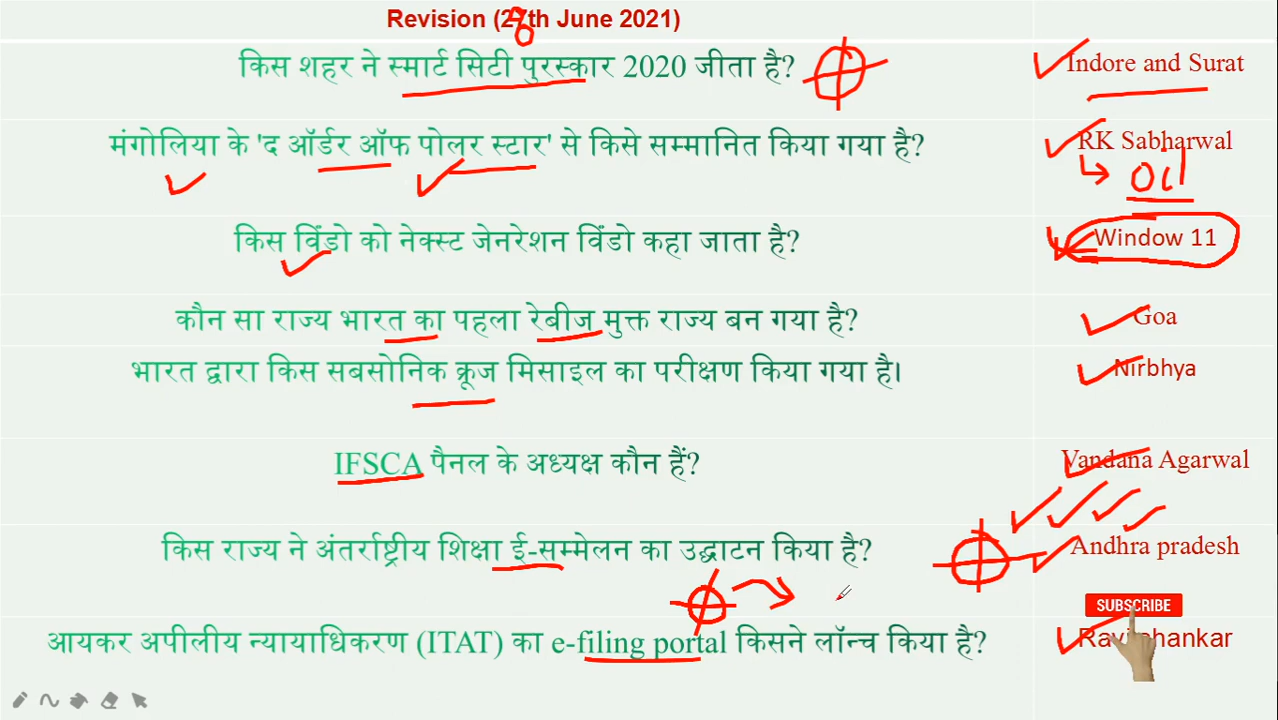 Revision (28th June 2021)
किस शहर ने स्मार्ट सिटी पुरस्कार 2020 जीता है?
Indore and Surat
मंगोलिया के 'द ऑर्डर ऑफ पोलर स्टार' से किसे सम्मानित किया गया है?
RK Sabharwal
oil
किस विंडो को नेक्स्ट जेनरेशन विंडो कहा जाता है?
Window 11
कौन सा राज्य भारत का पहला रेबीज मुक्त राज्य बन गया है?
Goa
भारत द्वारा किस सबसोनिक क्रूज मिसाइल का परीक्षण किया गया है।
Nirbhya
IFSCA पैनल के अध्यक्ष कौन हैं?
Vandana Agarwal
किस राज्य ने अंतर्राष्ट्रीय शिक्षा ई-सम्मेलन का उद्घाटन किया है?
Andhra pradesh
SUBSCRIBE
आयकर अपीलीय न्यायाधिकरण (ITAT) का e-filing portal किसने लॉन्च किया है?
Ravishankar